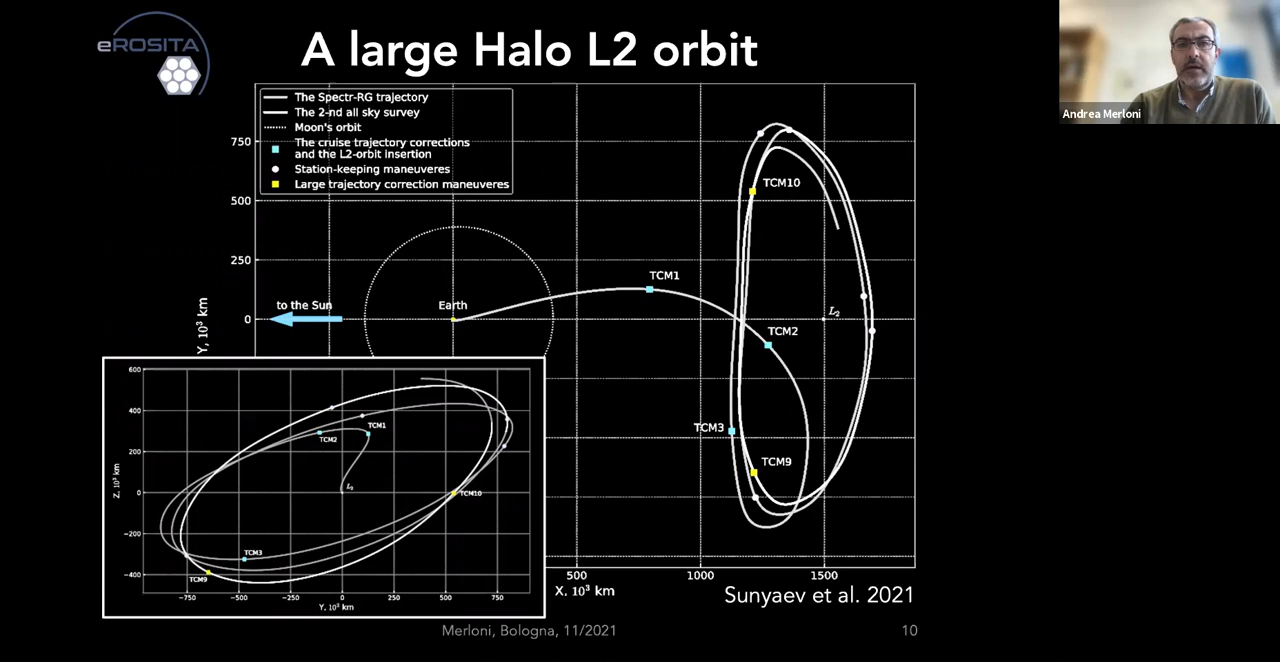 eROSITA
A large Halo L2 orbit
Andrea Merloni
The Spectr-RG trajectory
The 2-nd all sky survey
Moon's orbit
The cruise trajectory corrections
and the L2-orbit insertion
Station-keeping maneuveres
Large trajectory correction maneuveres
750
500
250
0
Y, 10³ km
to the Sun
Earth
TCM1
TCM2
TCM3
TCM9
TCM10
L₂
500
1000
1500
X. 10³ km
600
400
200
0
−200
−400
Z, 10³ km
TCM1
TCM2
L₂
TCM10
TCM3
TCM9
−750
−500
−250
0
250
500
750
Y, 10³ km
Sunyaev et al. 2021
Merloni, Bologna, 11/2021
10